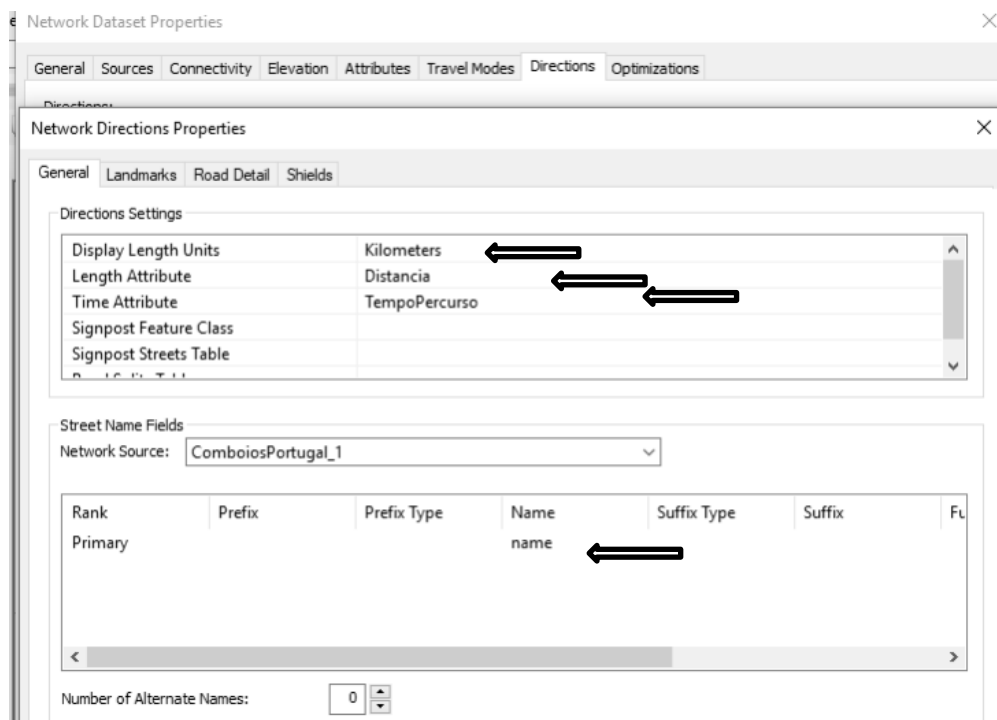 Network Dataset Properties
General Sources Connectivity Elevation Attributes Travel Modes Directions Optimizations
Directions:
Network Directions Properties
General Landmarks Road Detail Shields
Directions Settings
Display Length Units Kilometers
Length Attribute Distancia
Time Attribute TempoPercurso
Signpost Feature Class
Signpost Streets Table
Street Name Fields
Network Source: ComboiosPortugal_1
Rank Prefix Prefix Type Name Suffix Type Suffix
Primary name
Number of Alternate Names: 0